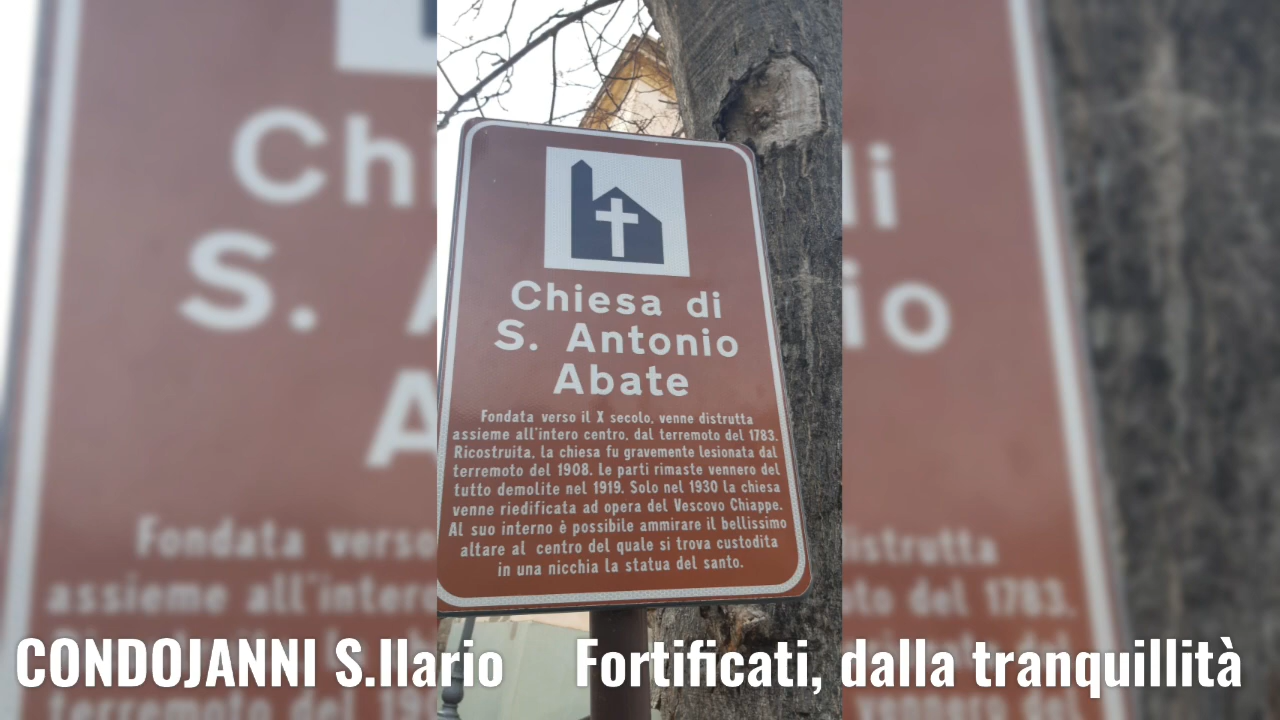 Chiesa di
S. Antonio
Abate
Fondata verso il X secolo, venne distrutta
assieme all'intero centro, dal terremoto del 1783.
Ricostruita, la chiesa fu gravemente lesionata dal
terremoto del 1908. Le parti rimaste vennero del
tutto demolite nel 1919. Solo nel 1930 la chiesa
venne riedificata ad opera del Vescovo Chiappe.
Al suo interno è possibile ammirare il bellissimo
altare al centro del quale si trova custodita
in una nicchia la statua del santo.
CONDOJANNI S.Ilario Fortificati, dalla tranquillità